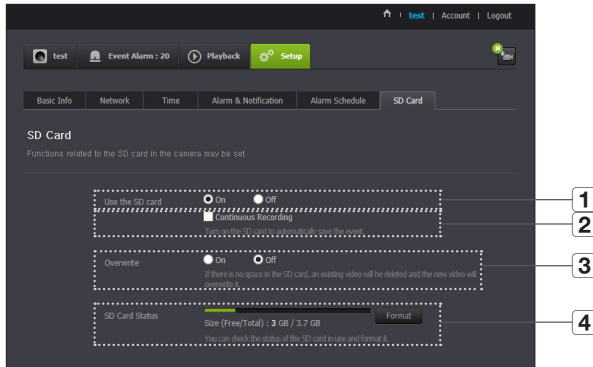 test | Account | Logout
test
Event Alarm : 20
Playback
Setup
N
Basic Info
Network
Time
Alarm & Notification
Alarm Schedule
SD Card
SD Card
Functions related to the SD card in the camera may be set
Use the SD card
On
Off
1
Continuous Recording
2
Turn on the SD card to automatically save the event.
Overwrite
On
Off
3
If there is no space in the SD card, an existing video will be deleted and the new video will
overwrite it.
SD Card Status
Format
4
Size (Free/Total) : 3 GB / 3.7 GB
You can check the status of the SD card in use and format it.